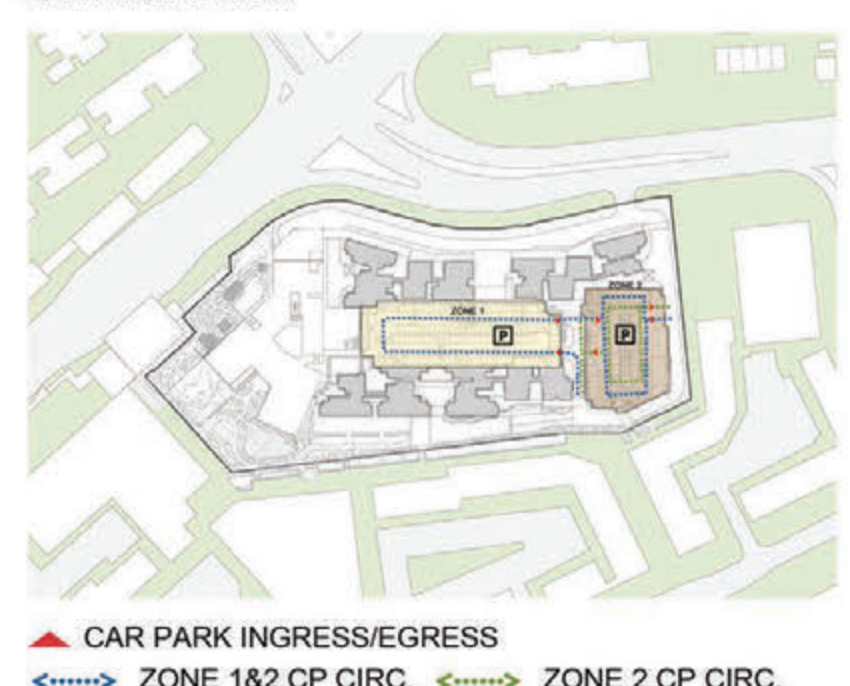 ZONE 2
ZONE 1
P
P
CAR PARK INGRESS/EGRESS
ZONE 1&2 CP CIRC.
ZONE 2 CP CIRC.